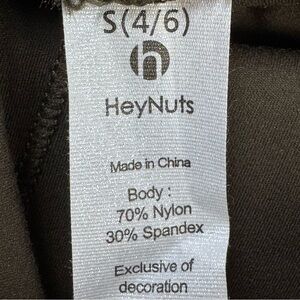 S(4/6)
HeyNuts
Made in China
Body :
70% Nylon
30% Spandex
Exclusive of
decoration